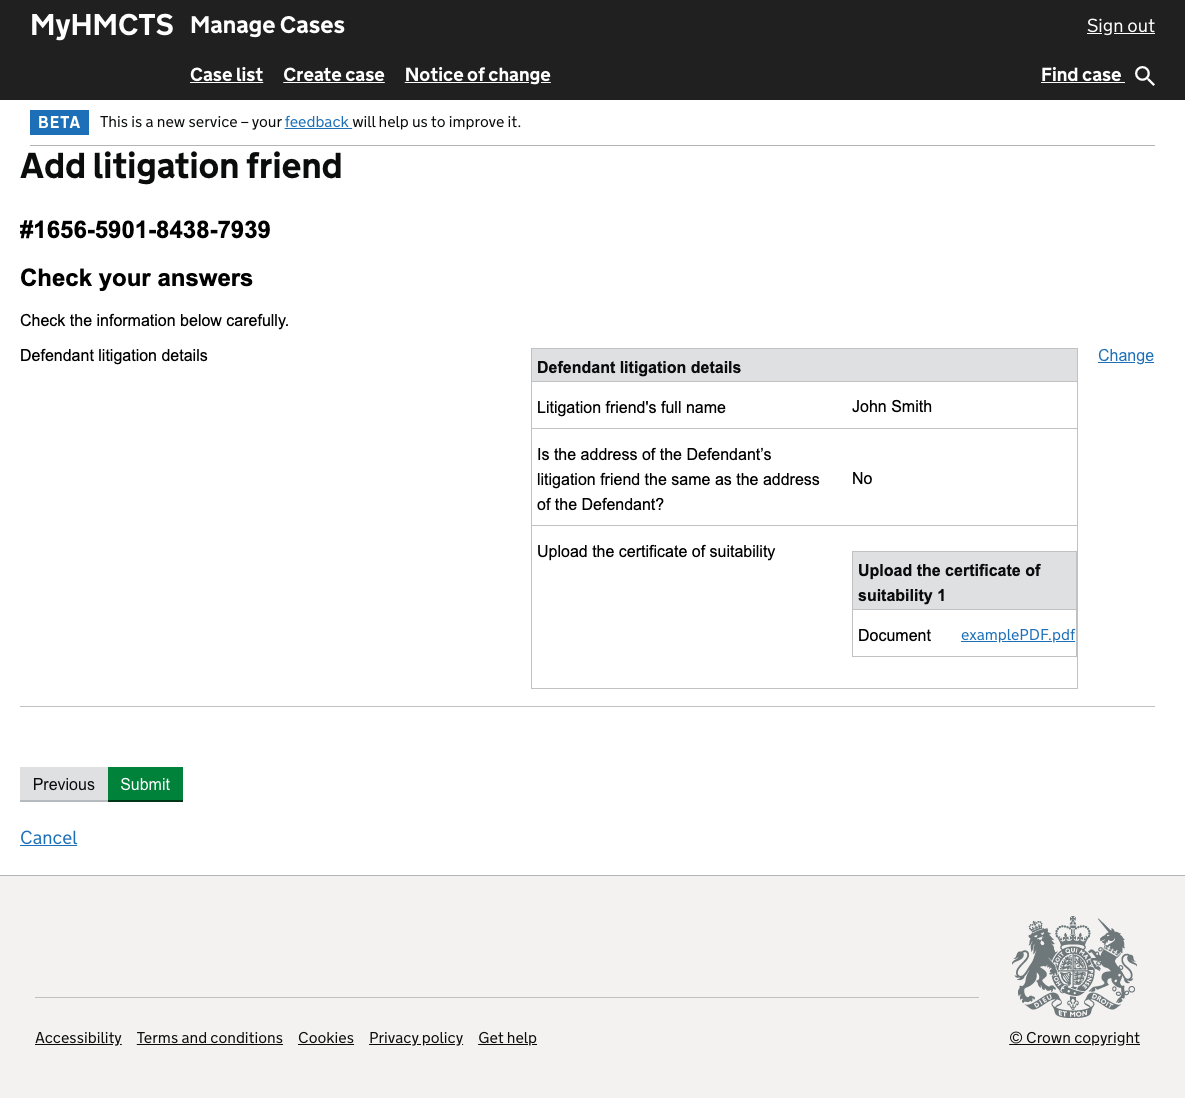 MyHMCTS Manage Cases Sign out
Case list Create case Notice of change Find case
BETA This is a new service – your feedback will help us to improve it.
Add litigation friend
#1656-5901-8438-7939
Check your answers
Check the information below carefully.
Defendant litigation details
Defendant litigation details
Change
Litigation friend's full name John Smith
Is the address of the Defendant’s
litigation friend the same as the address
of the Defendant?
No
Upload the certificate of suitability
Upload the certificate of
suitability 1
Document examplePDF.pdf
Previous Submit
Cancel
DIEU ET MON DROIT
Accessibility Terms and conditions Cookies Privacy policy Get help © Crown copyright